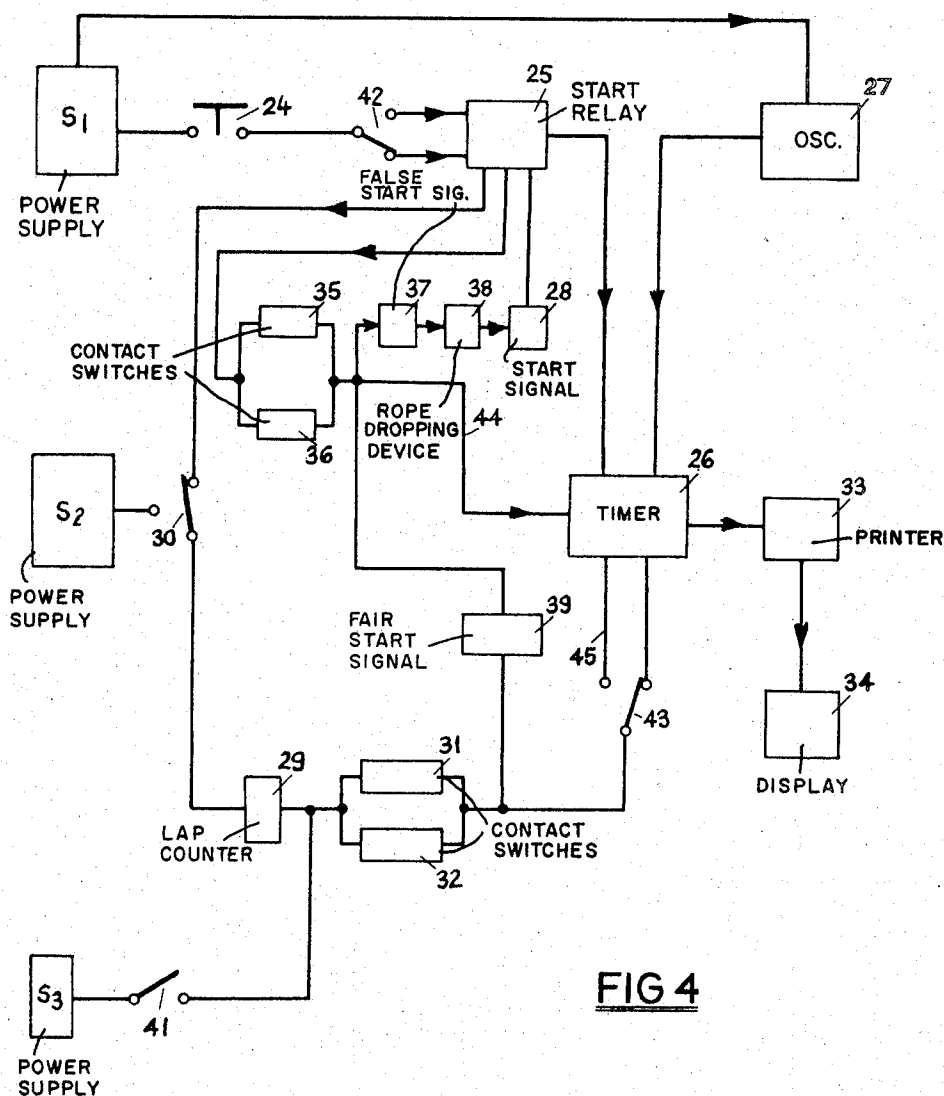 S1
POWER
SUPPLY
24
42
25
START
RELAY
27
OSC.
FALSE
START SIG.
35
37
38
28
CONTACT
SWITCHES
36
START
SIGNAL
ROPE
DROPPING
DEVICE
44
S2
30
POWER
SUPPLY
26
TIMER
33
PRINTER
FAIR
START
SIGNAL
39
45
43
34
DISPLAY
29
LAP
COUNTER
31
32
CONTACT
SWITCHES
S3
41
POWER
SUPPLY
FIG 4